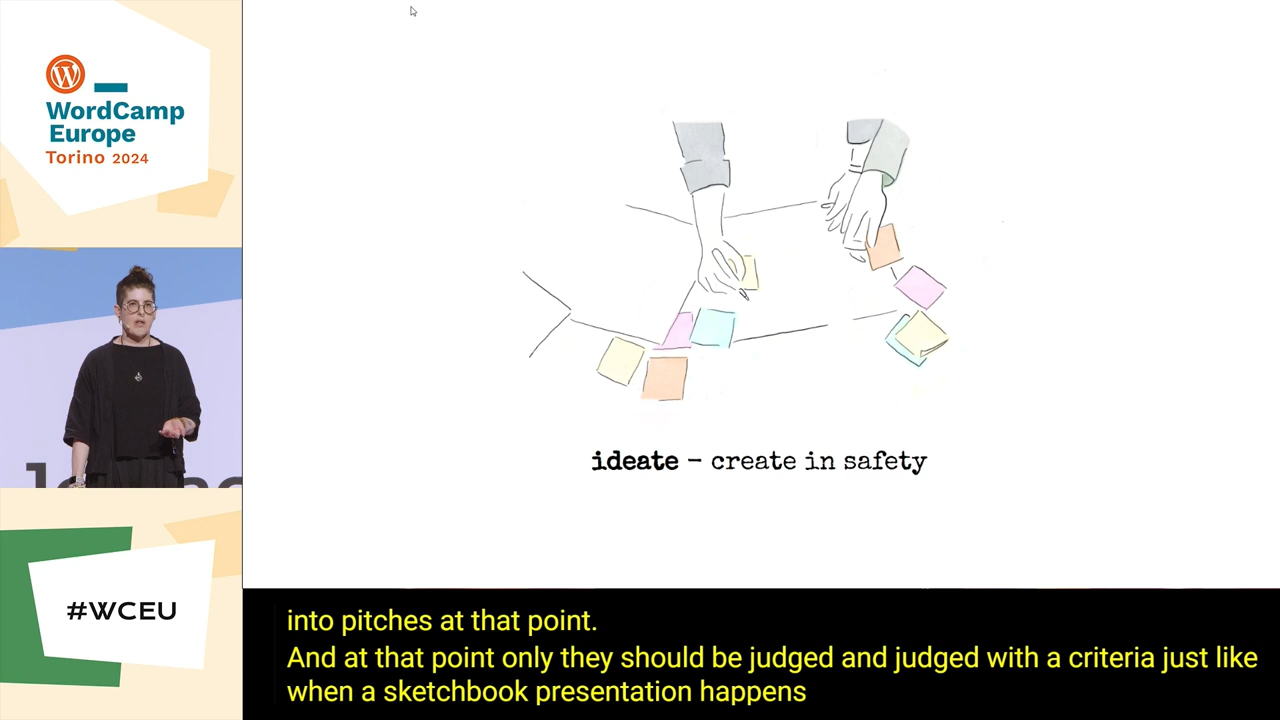 WordCamp
Europe
Torino 2024
#WCEU
ideate - create in safety
into pitches at that point.
And at that point only they should be judged and judged with a criteria just like
when a sketchbook presentation happens